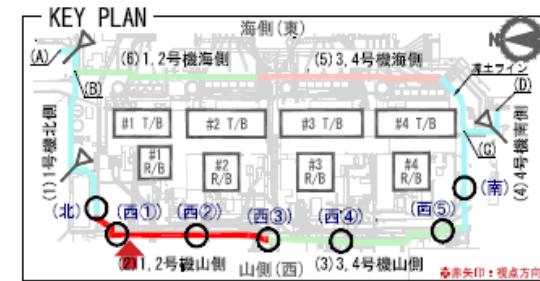 KEY PLAN
海側(東)
N
(A)
(6)1,2号機海側
(5)3,4号機海側
凍土ライン
(B)
(D)
(1)1号機北側
#1 T/B
#2 T/B
#3 T/B
#4 T/B
(C)
(4)4号機南側
#1
R/B
#2
R/B
#3
R/B
#4
R/B
(北)
(西①)
(西②)
(西③)
(西④)
(西⑤)
(南)
(2)1,2号機山側
山側(西)
(3)3,4号機山側
赤矢印:視点方向